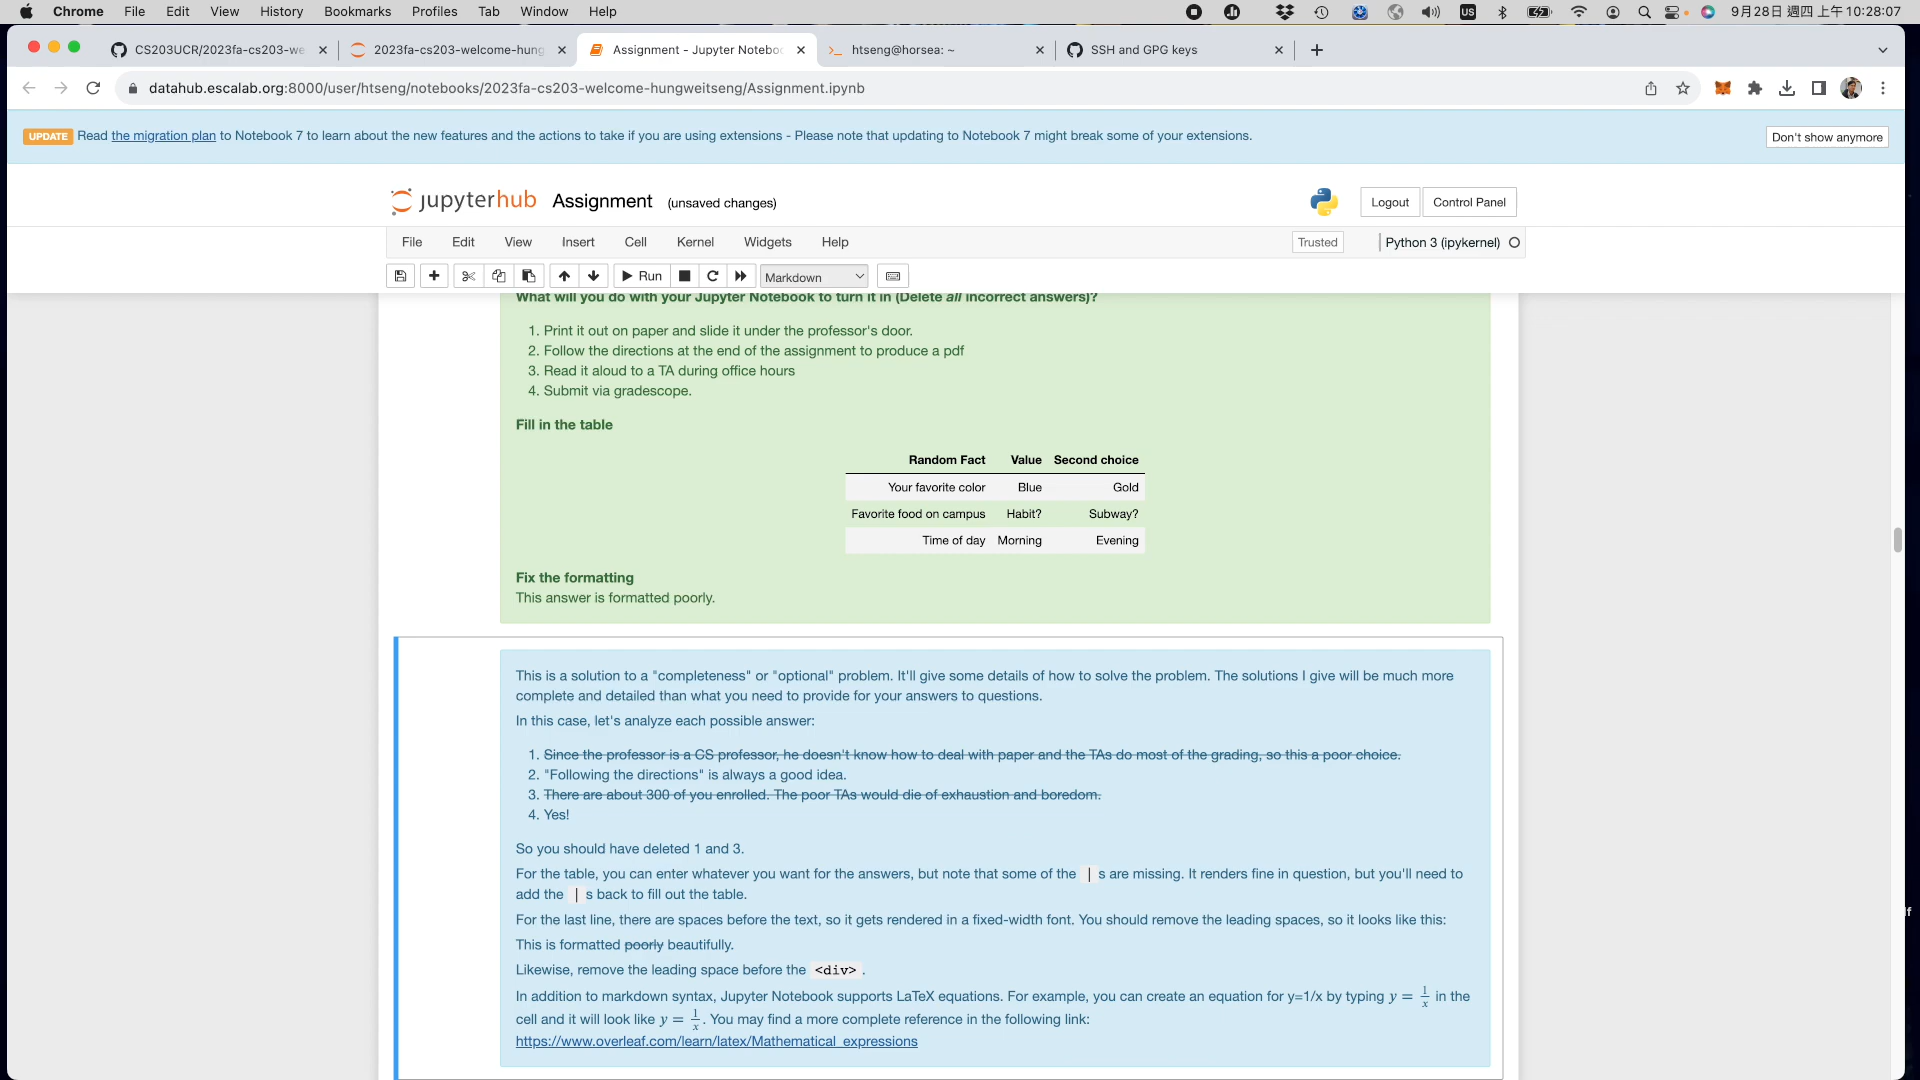 Chrome File Edit View History Bookmarks Profiles Tab Window Help US 9月28日 週四 上午10:28:07
CS203UCR/2023fa-cs203-we 2023fa-cs203-welcome-hung Assignment - Jupyter Notebo htseng@horsea: ~ SSH and GPG keys
datahub.escalab.org:8000/user/htseng/notebooks/2023fa-cs203-welcome-hungweitseng/Assignment.ipynb
UPDATE Read the migration plan to Notebook 7 to learn about the new features and the actions to take if you are using extensions - Please note that updating to Notebook 7 might break some of your extensions. Don't show anymore
jupyterhub Assignment (unsaved changes) Logout Control Panel
File Edit View Insert Cell Kernel Widgets Help Trusted Python 3 (ipykernel)
Run Markdown
What will you do with your Jupyter Notebook to turn it in (Delete all incorrect answers)?
1. Print it out on paper and slide it under the professor's door.
2. Follow the directions at the end of the assignment to produce a pdf
3. Read it aloud to a TA during office hours
4. Submit via gradescope.
Fill in the table
Random Fact Value Second choice
Your favorite color Blue Gold
Favorite food on campus Habit? Subway?
Time of day Morning Evening
Fix the formatting
This answer is formatted poorly.
This is a solution to a "completeness" or "optional" problem. It'll give some details of how to solve the problem. The solutions I give will be much more
complete and detailed than what you need to provide for your answers to questions.
In this case, let's analyze each possible answer:
1. Since the professor is a CS professor, he doesn't know how to deal with paper and the TAs do most of the grading, so this a poor choice.
2. "Following the directions" is always a good idea.
3. There are about 300 of you enrolled. The poor TAs would die of exhaustion and boredom.
4. Yes!
So you should have deleted 1 and 3.
For the table, you can enter whatever you want for the answers, but note that some of the | s are missing. It renders fine in question, but you'll need to
add the | s back to fill out the table.
For the last line, there are spaces before the text, so it gets rendered in a fixed-width font. You should remove the leading spaces, so it looks like this:
This is formatted poorly beautifully.
Likewise, remove the leading space before the <div> .
In addition to markdown syntax, Jupyter Notebook supports LaTeX equations. For example, you can create an equation for y=1/x by typing y = 1/x in the
cell and it will look like y = 1/x. You may find a more complete reference in the following link:
https://www.overleaf.com/learn/latex/Mathematical_expressions